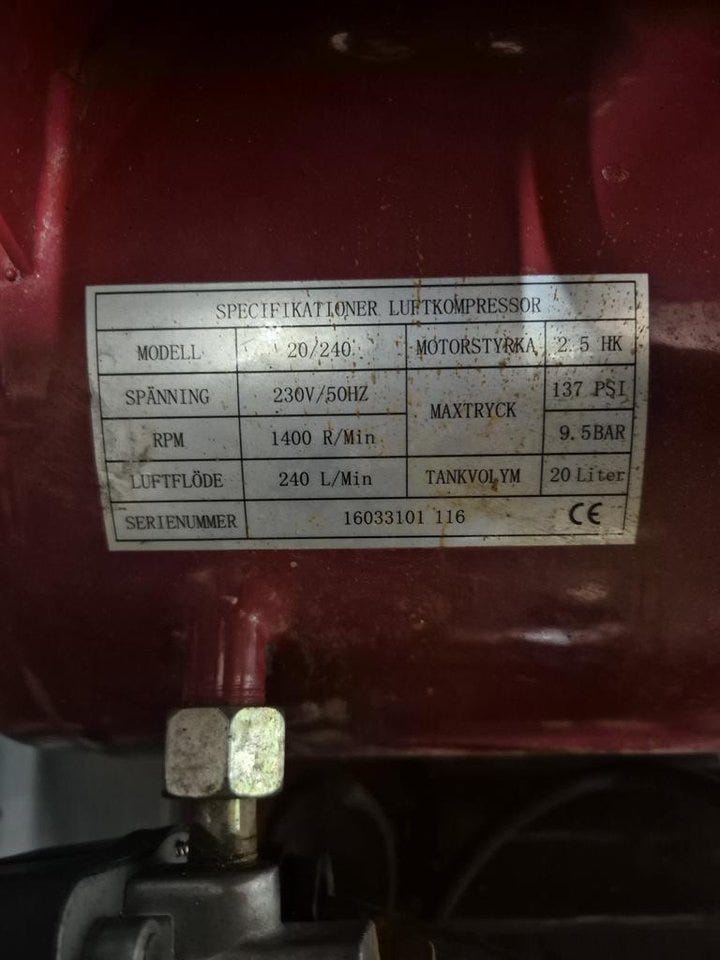 SPECIFIKATIONER LUFTKOMPRESSOR
MODELL 20/240 MOTORSTYRKA 2.5 HK
SPÄNNING 230V/50HZ MAXTRYCK 137 PSI
RPM 1400 R/Min 9.5BAR
LUFTFLÖDE 240 L/Min TANKVOLYM 20 Liter
SERIENUMMER 16033101 116 CE